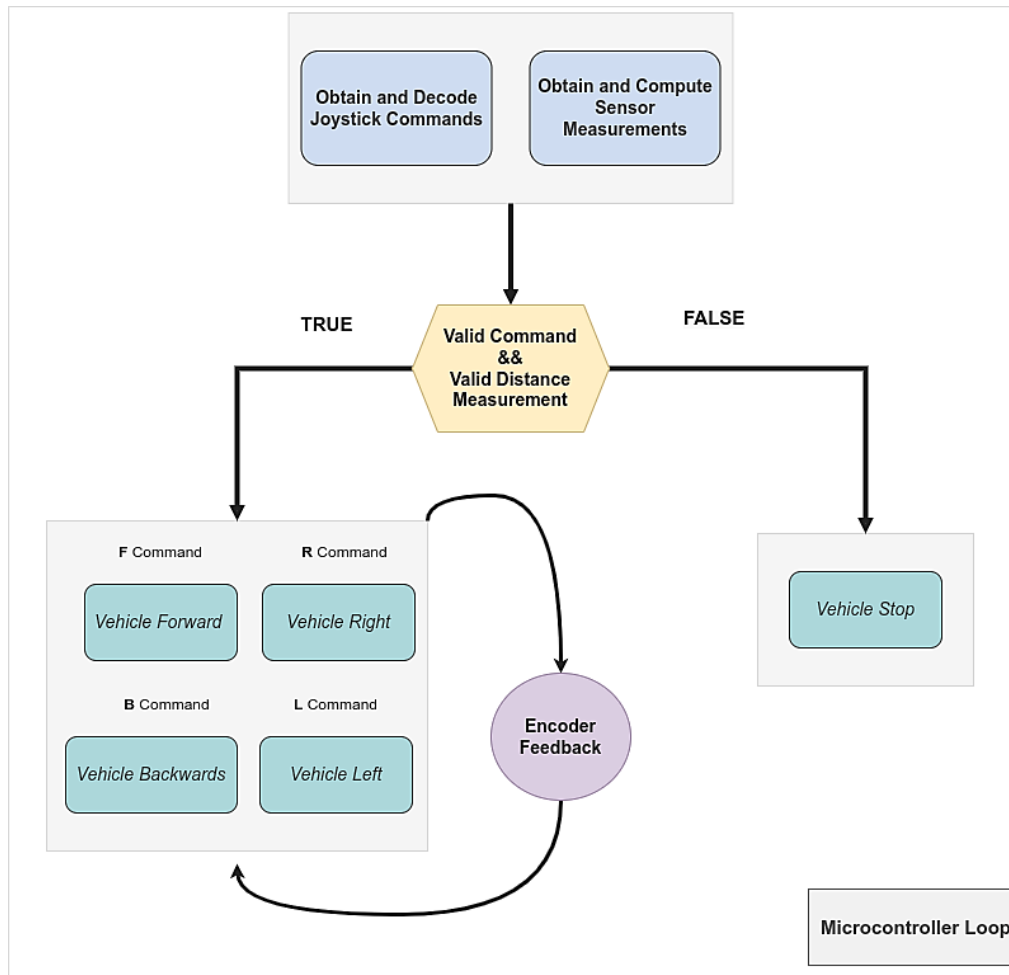 Obtain and Decode
Joystick Commands
Obtain and Compute
Sensor
Measurements
TRUE
FALSE
Valid Command
&&
Valid Distance
Measurement
F Command
R Command
Vehicle Forward
Vehicle Right
B Command
L Command
Vehicle Backwards
Vehicle Left
Encoder
Feedback
Vehicle Stop
Microcontroller Loop